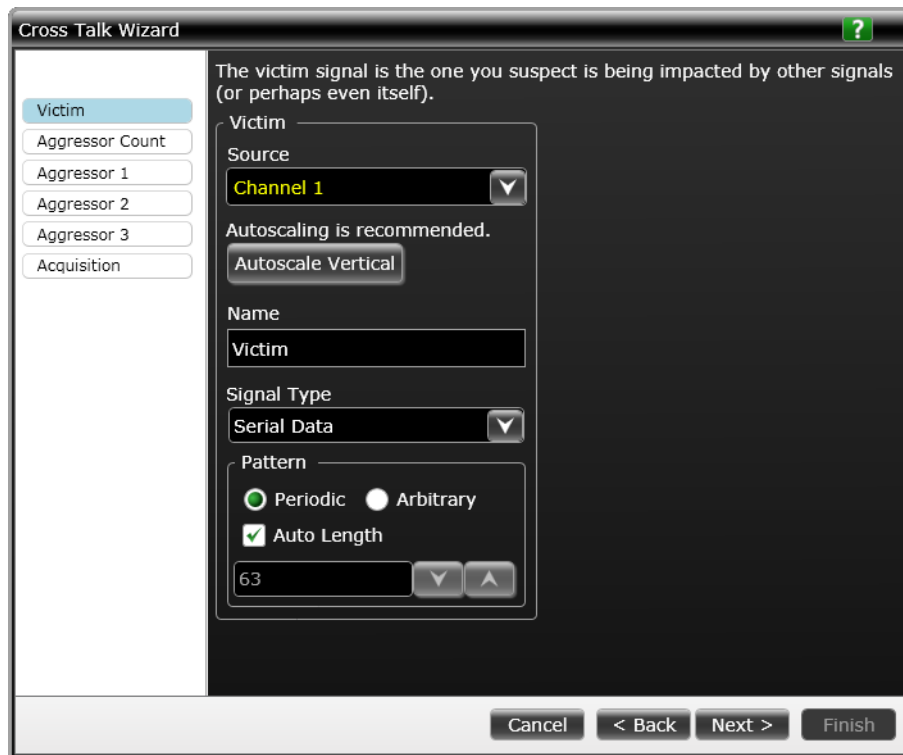 Cross Talk Wizard
?
Victim
Aggressor Count
Aggressor 1
Aggressor 2
Aggressor 3
Acquisition
The victim signal is the one you suspect is being impacted by other signals
(or perhaps even itself).
Victim
Source
Channel 1
Autoscaling is recommended.
Autoscale Vertical
Name
Victim
Signal Type
Serial Data
Pattern
Periodic Arbitrary
Auto Length
63
Cancel < Back Next > Finish